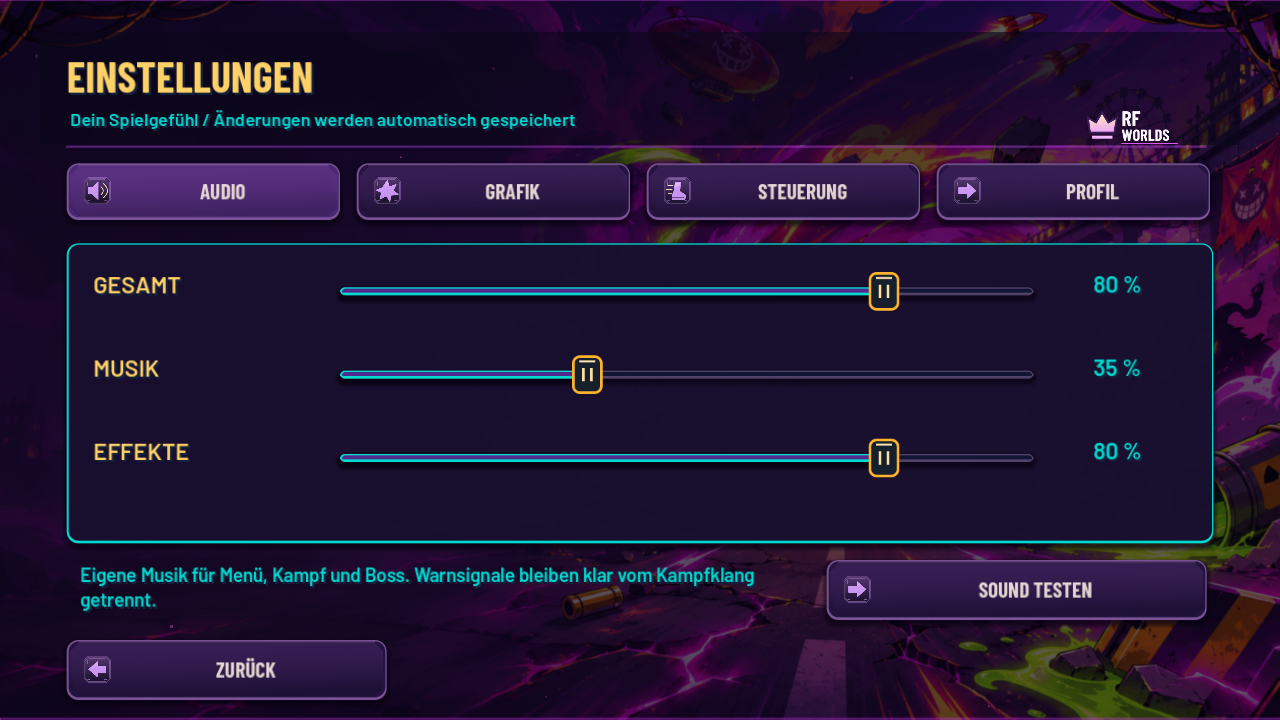 EINSTELLUNGEN
Dein Spielgefühl / Änderungen werden automatisch gespeichert
RF
WORLDS
AUDIO
GRAFIK
STEUERUNG
PROFIL
GESAMT
80 %
MUSIK
35 %
EFFEKTE
80 %
Eigene Musik für Menü, Kampf und Boss. Warnsignale bleiben klar vom Kampfklang
getrennt.
SOUND TESTEN
ZURÜCK